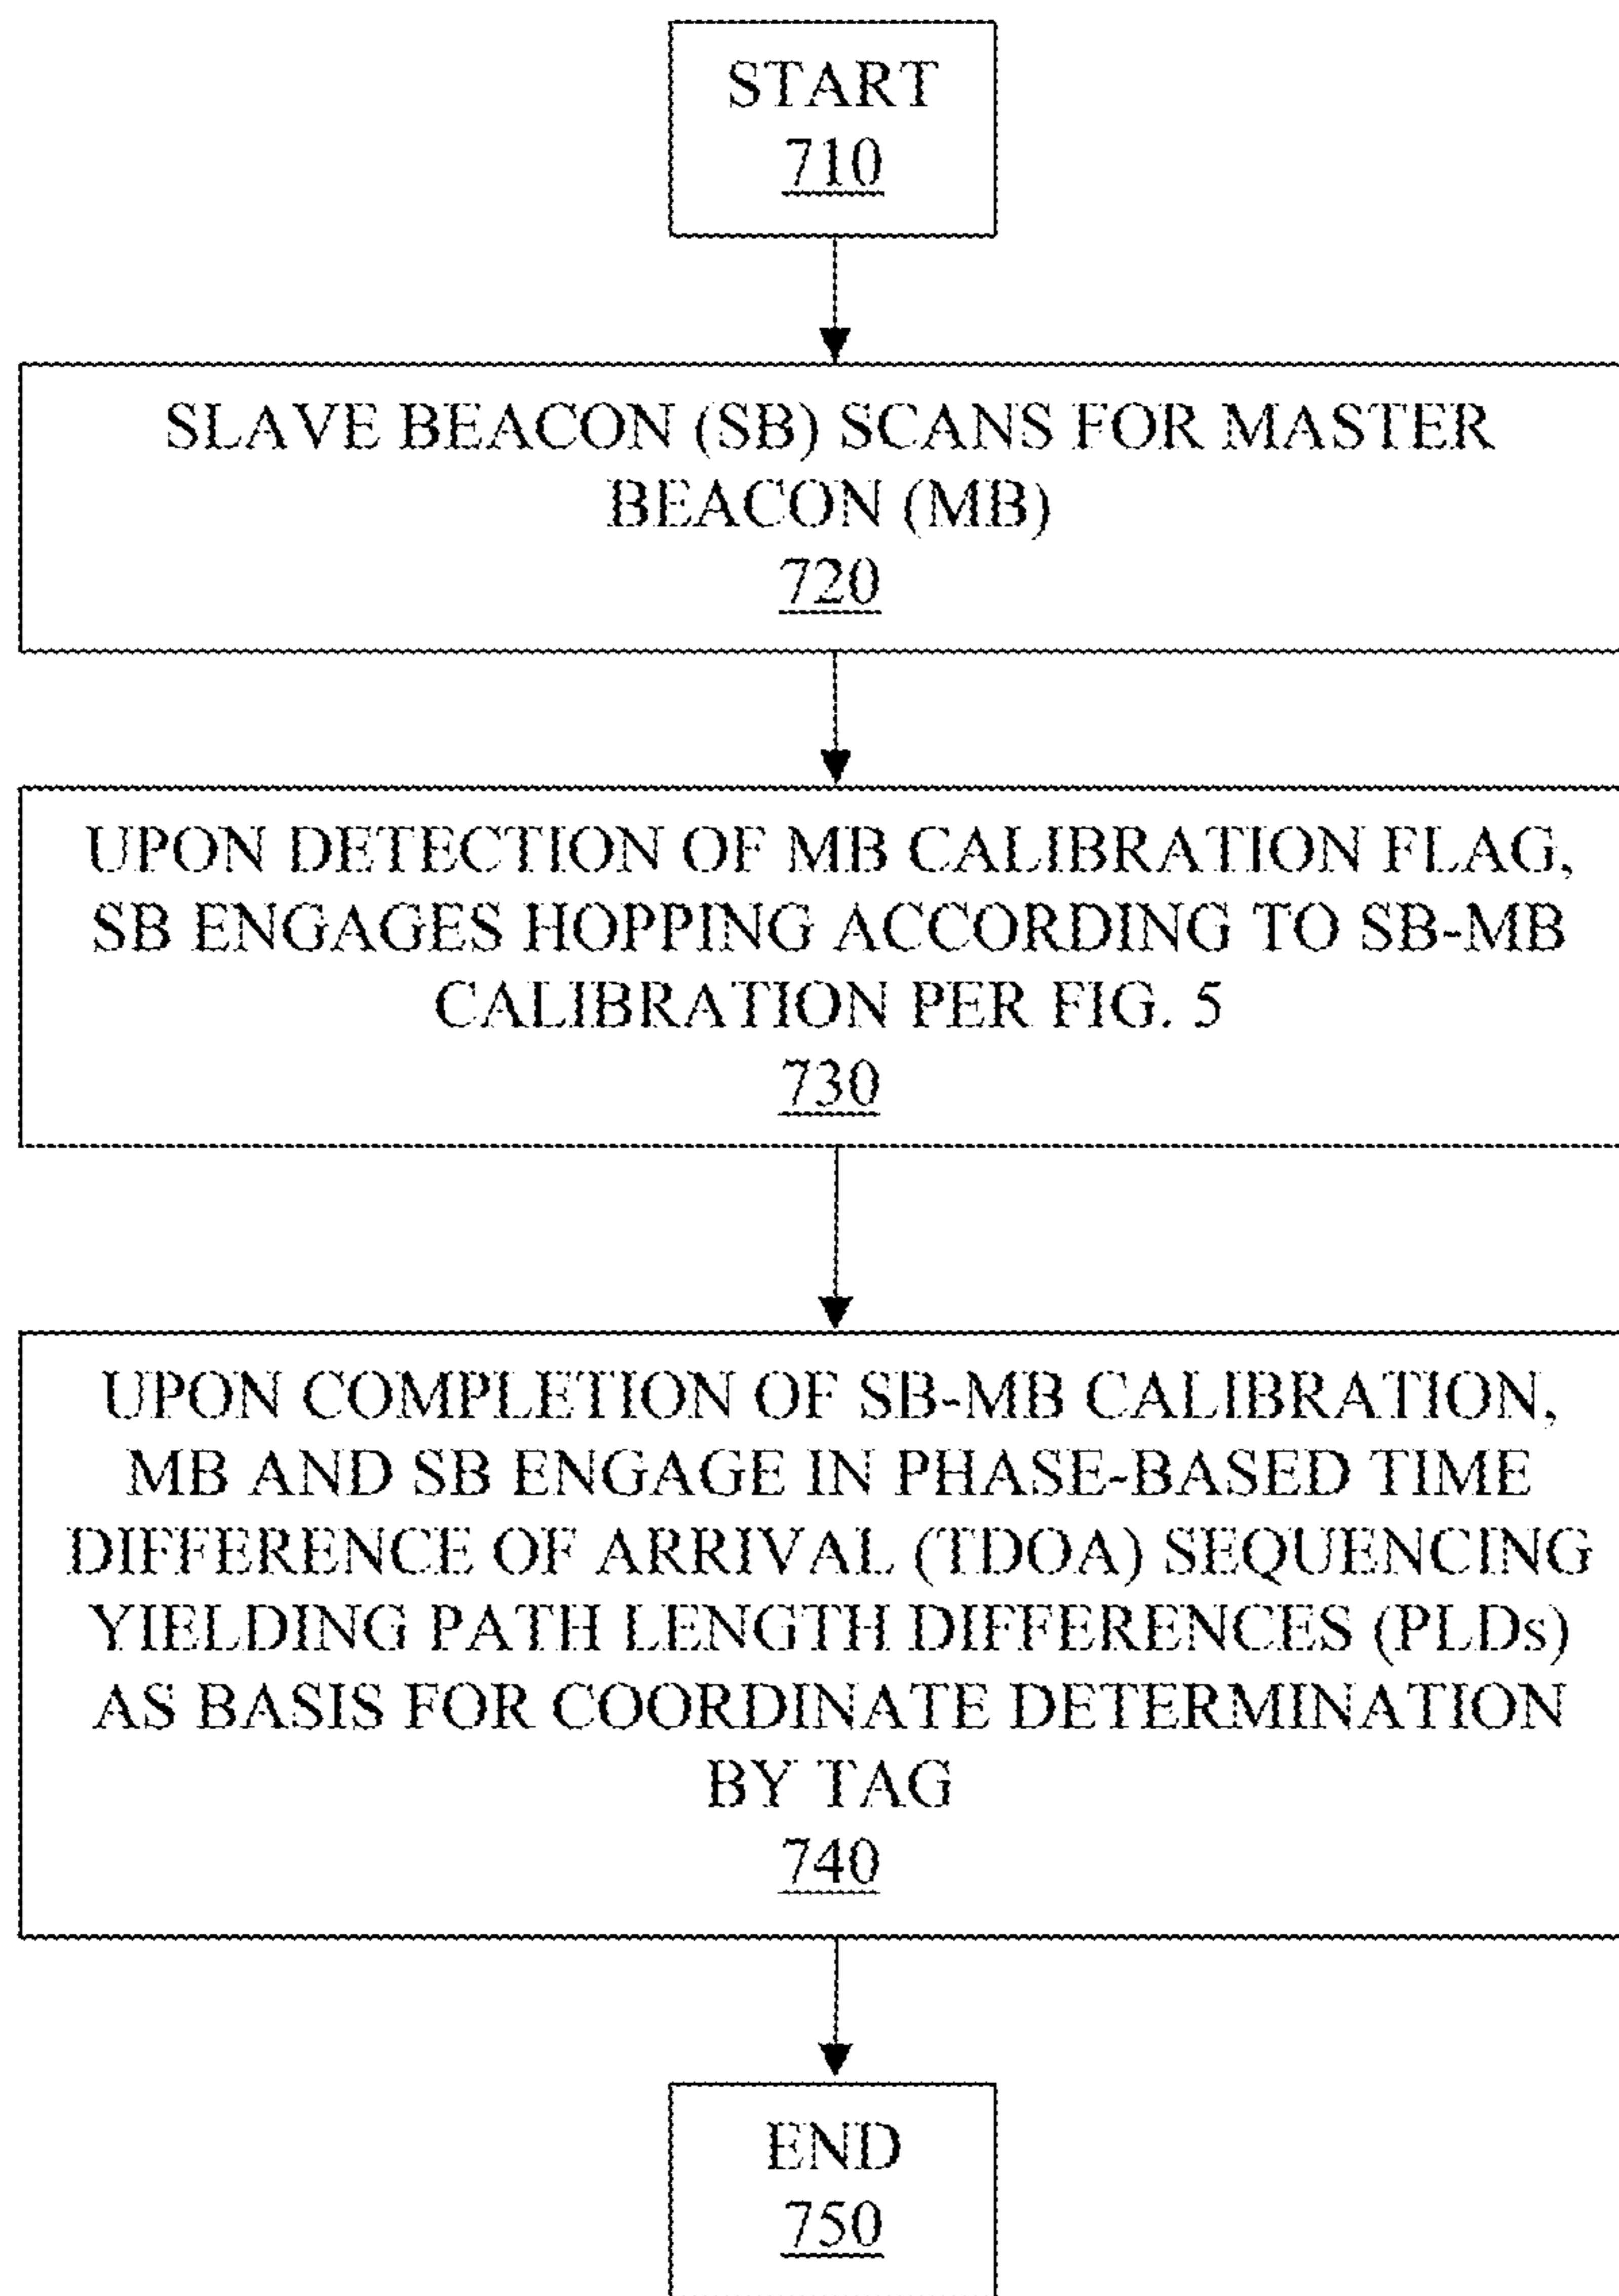 START
710
SLAVE BEACON (SB) SCANS FOR MASTER
BEACON (MB)
720
UPON DETECTION OF MB CALIBRATION FLAG,
SB ENGAGES HOPPING ACCORDING TO SB-MB
CALIBRATION PER FIG. 5
730
UPON COMPLETION OF SB-MB CALIBRATION,
MB AND SB ENGAGE IN PHASE-BASED TIME
DIFFERENCE OF ARRIVAL (TDOA) SEQUENCING
YIELDING PATH LENGTH DIFFERENCES (PLDs)
AS BASIS FOR COORDINATE DETERMINATION
BY TAG
740
END
750